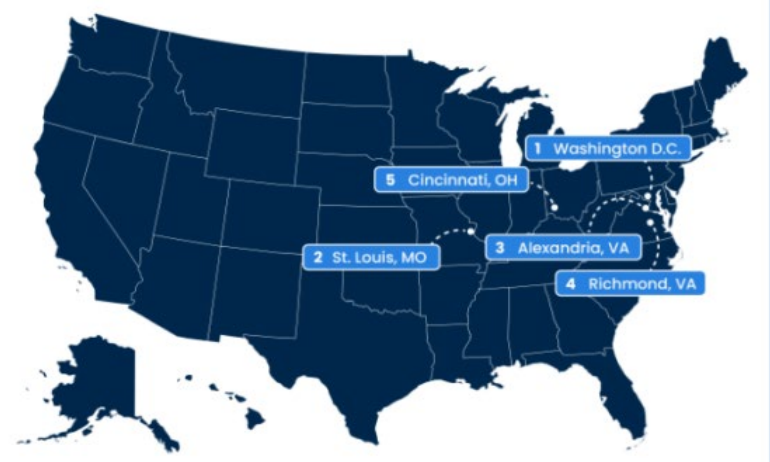 1 Washington D.C.
5 Cincinnati, OH
3 Alexandria, VA
2 St. Louis, MO
4 Richmond, VA